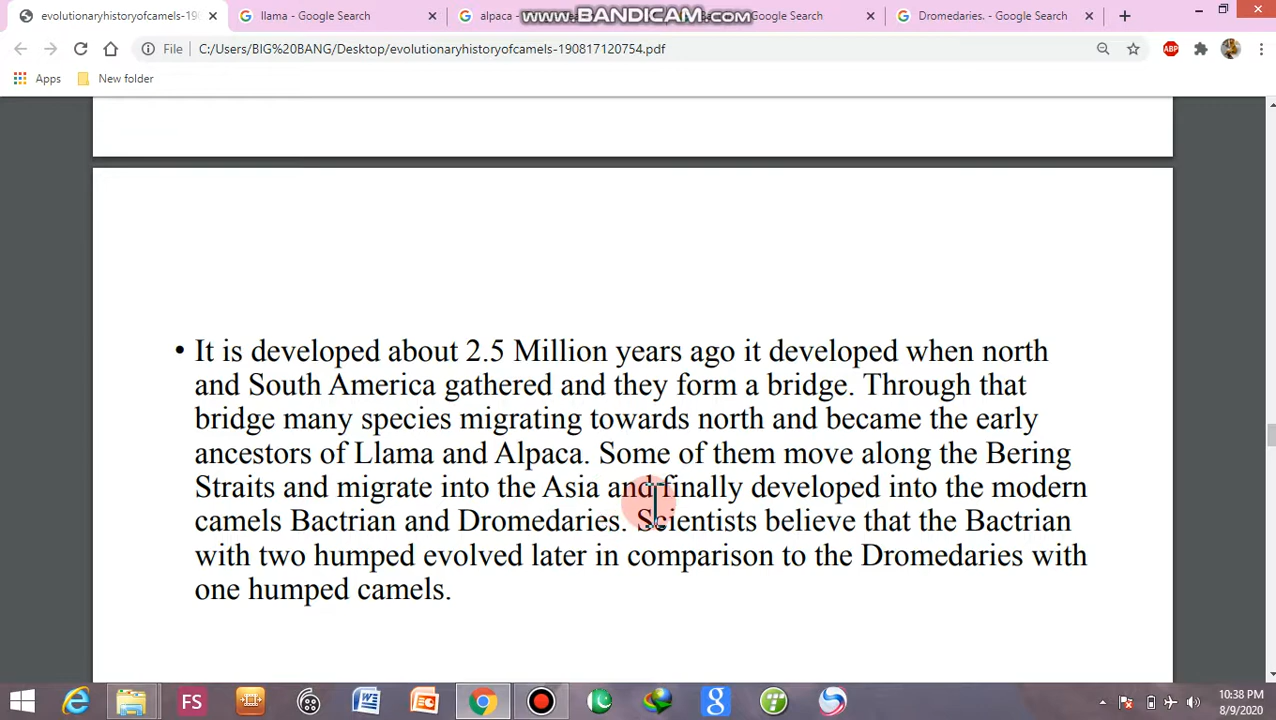 www.BANDICAM.com
evolutionaryhistoryofcamels-190
llama - Google Search
alpaca -
Google Search
Dromedaries. - Google Search
File
C:/Users/BIG%20BANG/Desktop/evolutionaryhistoryofcamels-190817120754.pdf
ABP
Apps
New folder
• It is developed about 2.5 Million years ago it developed when north
and South America gathered and they form a bridge. Through that
bridge many species migrating towards north and became the early
ancestors of Llama and Alpaca. Some of them move along the Bering
Straits and migrate into the Asia and finally developed into the modern
camels Bactrian and Dromedaries. Scientists believe that the Bactrian
with two humped evolved later in comparison to the Dromedaries with
one humped camels.
FS
10:38 PM
8/9/2020